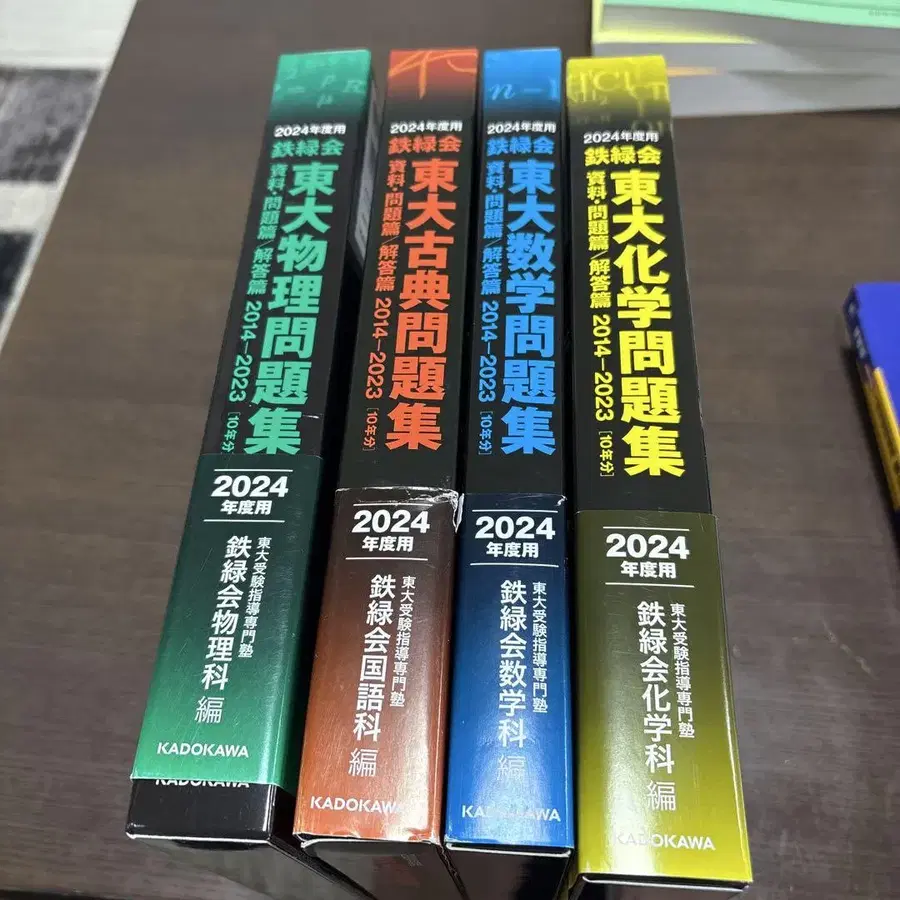 2024年度用
鉄緑会
東大物理問題集
資料・問題篇/解答篇 2014-2023 [10年分]
2024
年度用
東大受験指導専門塾
鉄緑会物理科 編
KADOKAWA
KADOKAWA
2024年度用
鉄緑会
東大古典問題集
資料・問題篇/解答篇 2014-2023 [10年分]
2024
年度用
東大受験指導専門塾
鉄緑会国語科 編
KADOKAWA
n-1
2024年度用
鉄緑会
東大数学問題集
資料・問題篇/解答篇 2014-2023 [10年分]
2024
年度用
東大受験指導専門塾
鉄緑会数学科 編
KADOKAWA
2024年度用
鉄緑会
東大化学問題集
資料・問題篇/解答篇 2014-2023 [10年分]
2024
年度用
東大受験指導専門塾
鉄緑会化学科 編
KADOKAWA